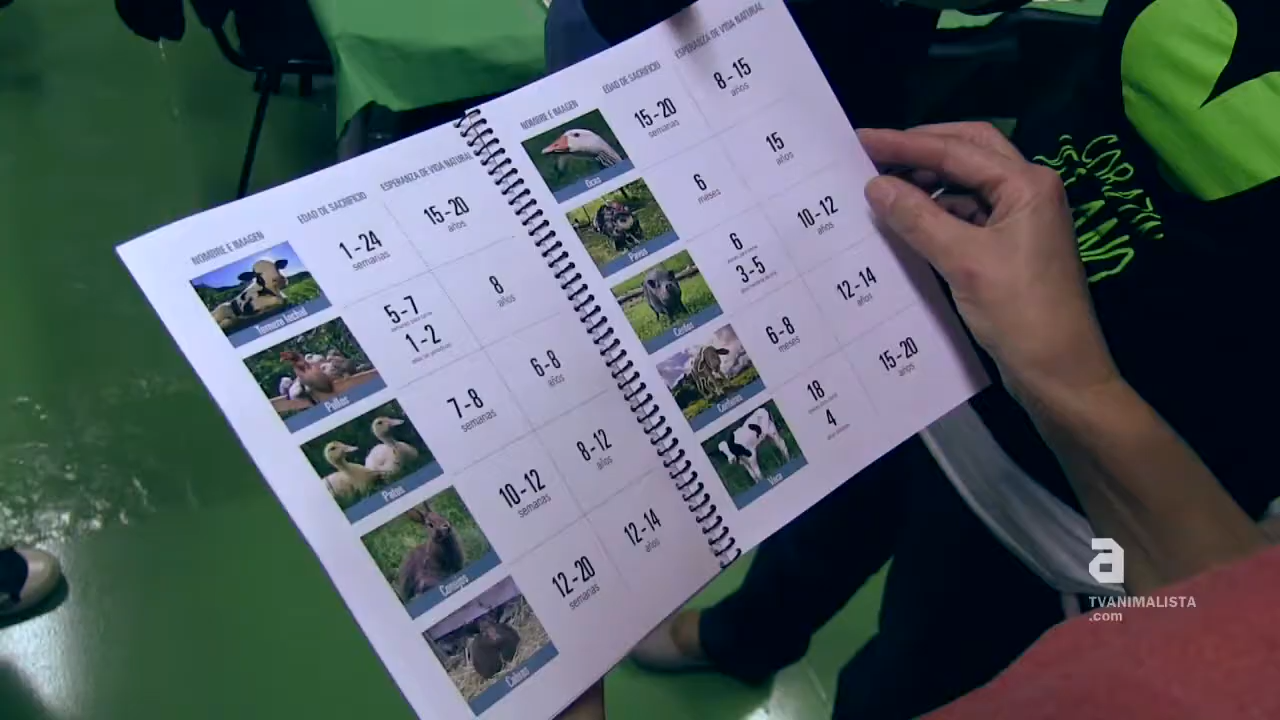 NOMBRE E IMAGEN
EDAD DE SACRIFICIO
ESPERANZA DE VIDA NATURAL
Ternura lechal
1-24
semanas
15-20
años
Pollos
5-7
1-2
8
años
Patos
7-8
semanas
6-8
años
Conejos
10-12
semanas
8-12
años
Cabras
12-20
semanas
12-14
años
NOMBRE E IMAGEN
EDAD DE SACRIFICIO
ESPERANZA DE VIDA NATURAL
Ocas
15-20
semanas
8-15
años
Pavos
6
meses
15
años
Cerdos
6
3-5
10-12
años
Corderos
6-8
meses
12-14
años
Vaca
18
4
15-20
años
a
TVANIMALISTA
.com